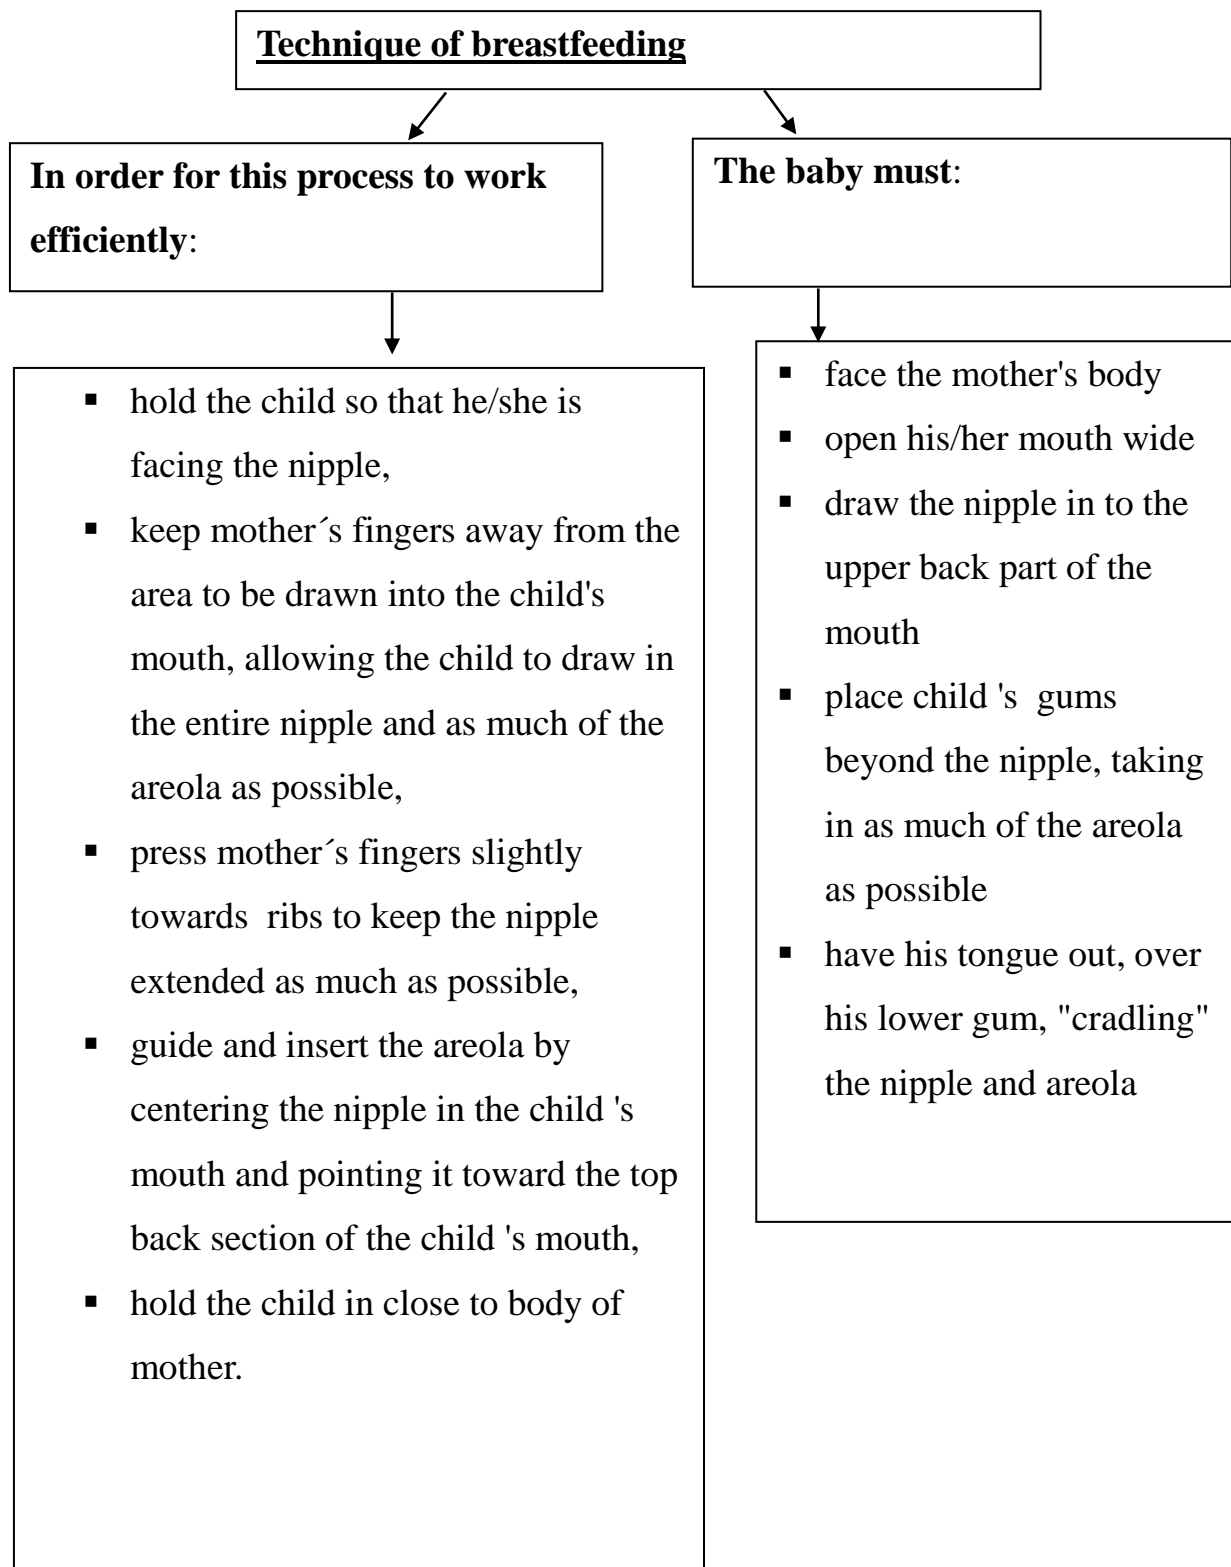 Technique of breastfeeding
In order for this process to work
efficiently:
▪ hold the child so that he/she is
facing the nipple,
▪ keep mother´s fingers away from the
area to be drawn into the child's
mouth, allowing the child to draw in
the entire nipple and as much of the
areola as possible,
▪ press mother´s fingers slightly
towards  ribs to keep the nipple
extended as much as possible,
▪ guide and insert the areola by
centering the nipple in the child 's
mouth and pointing it toward the top
back section of the child 's mouth,
▪ hold the child in close to body of
mother.
The baby must:
▪ face the mother's body
▪ open his/her mouth wide
▪ draw the nipple in to the
upper back part of the
mouth
▪ place child 's  gums
beyond the nipple, taking
in as much of the areola
as possible
▪ have his tongue out, over
his lower gum, "cradling"
the nipple and areola